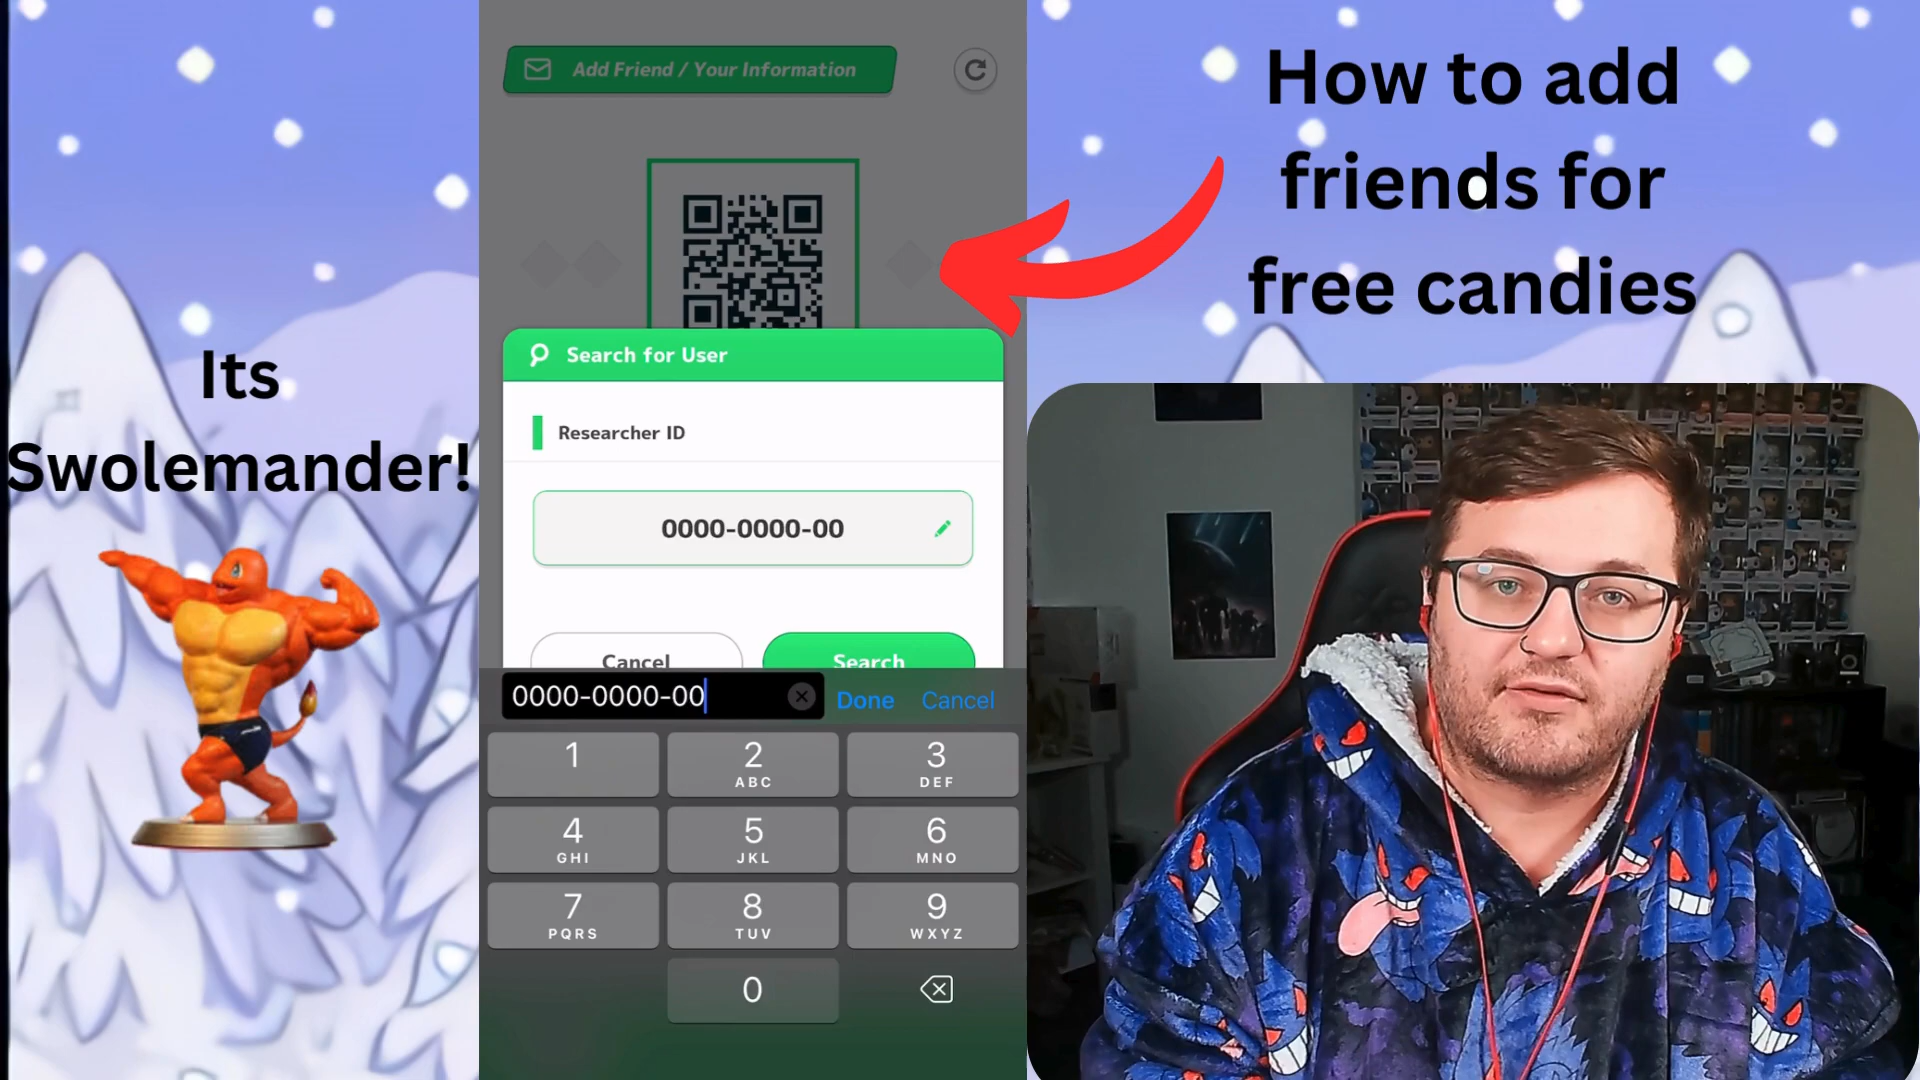 Its
Swolemander!
Add Friend / Your Information
Search for User
Researcher ID
0000-0000-00
Cancel
Search
0000-0000-00
Done
Cancel
1
2
ABC
3
DEF
4
GHI
5
JKL
6
MNO
7
PQRS
8
TUV
9
WXYZ
0
How to add
friends for
free candies